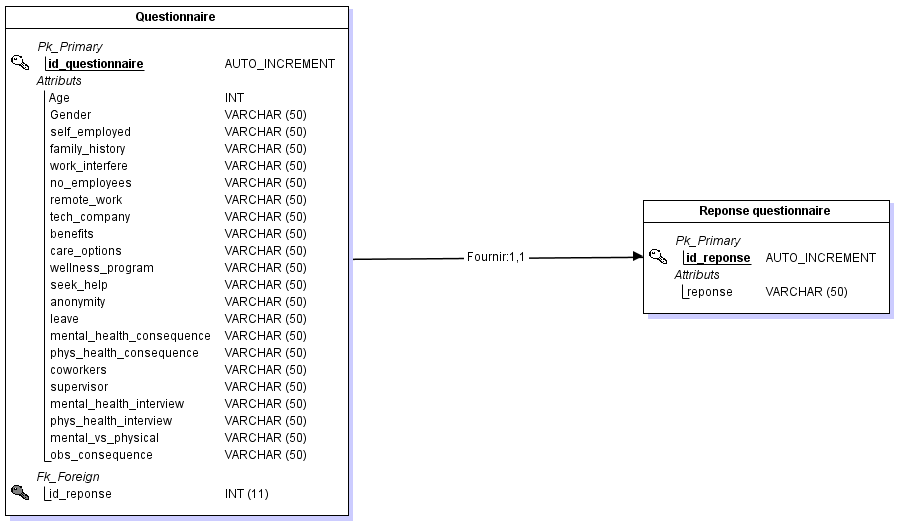 Questionnaire
Pk_Primary
id_questionnaire AUTO_INCREMENT
Attributs
Age INT
Gender VARCHAR (50)
self_employed VARCHAR (50)
family_history VARCHAR (50)
work_interfere VARCHAR (50)
no_employees VARCHAR (50)
remote_work VARCHAR (50)
tech_company VARCHAR (50)
benefits VARCHAR (50)
care_options VARCHAR (50)
wellness_program VARCHAR (50)
seek_help VARCHAR (50)
anonymity VARCHAR (50)
leave VARCHAR (50)
mental_health_consequence VARCHAR (50)
phys_health_consequence VARCHAR (50)
coworkers VARCHAR (50)
supervisor VARCHAR (50)
mental_health_interview VARCHAR (50)
phys_health_interview VARCHAR (50)
mental_vs_physical VARCHAR (50)
obs_consequence VARCHAR (50)
Fk_Foreign
id_reponse INT (11)
Fournir:1,1
Reponse questionnaire
Pk_Primary
id_reponse AUTO_INCREMENT
Attributs
reponse VARCHAR (50)